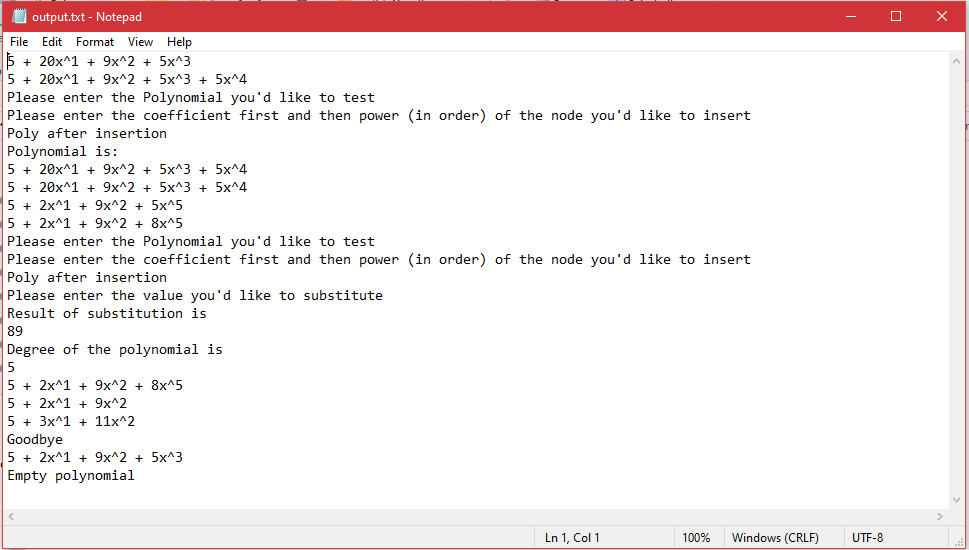 output.txt - Notepad
File Edit Format View Help
5 + 20x^1 + 9x^2 + 5x^3
5 + 20x^1 + 9x^2 + 5x^3 + 5x^4
Please enter the Polynomial you'd like to test
Please enter the coefficient first and then power (in order) of the node you'd like to insert
Poly after insertion
Polynomial is:
5 + 20x^1 + 9x^2 + 5x^3 + 5x^4
5 + 20x^1 + 9x^2 + 5x^3 + 5x^4
5 + 2x^1 + 9x^2 + 5x^5
5 + 2x^1 + 9x^2 + 8x^5
Please enter the Polynomial you'd like to test
Please enter the coefficient first and then power (in order) of the node you'd like to insert
Poly after insertion
Please enter the value you'd like to substitute
Result of substitution is
89
Degree of the polynomial is
5
5 + 2x^1 + 9x^2 + 8x^5
5 + 2x^1 + 9x^2
5 + 3x^1 + 11x^2
Goodbye
5 + 2x^1 + 9x^2 + 5x^3
Empty polynomial
Ln 1, Col 1 100% Windows (CRLF) UTF-8